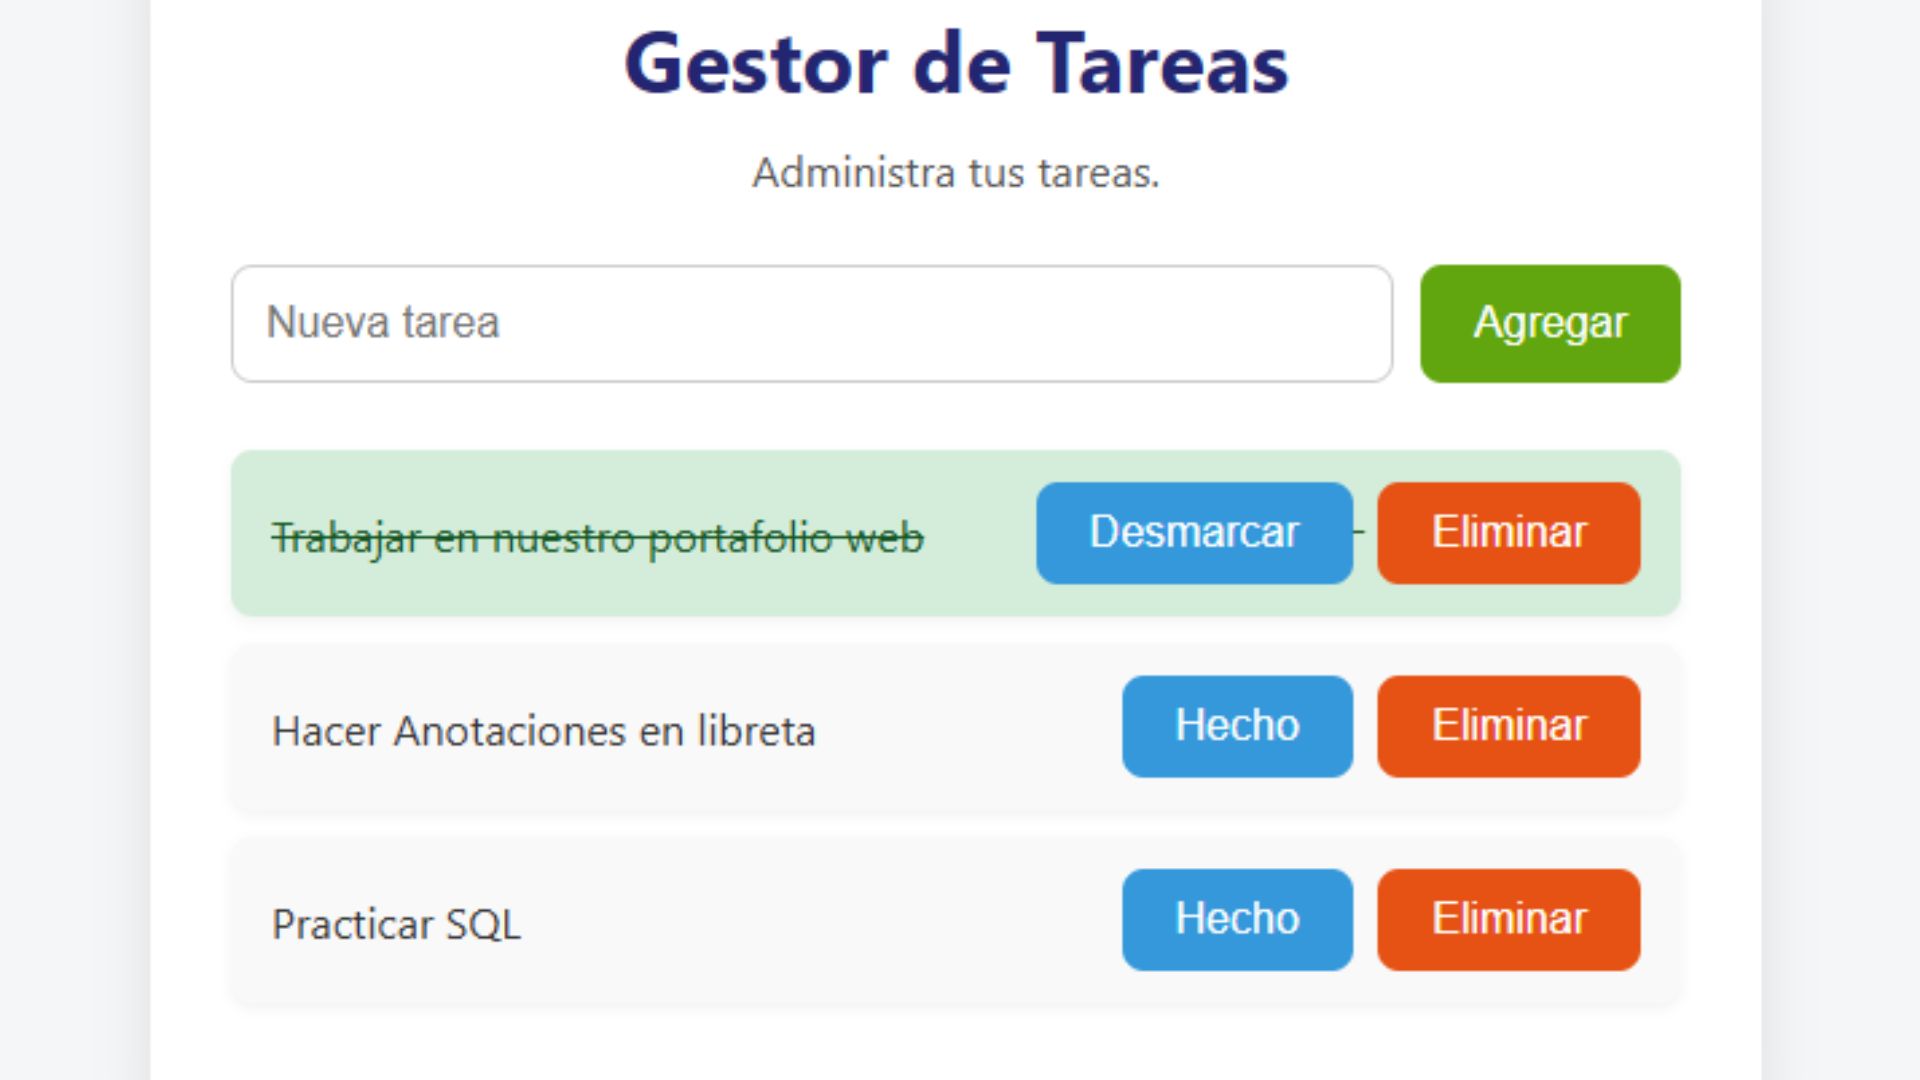 Gestor de Tareas
Administra tus tareas.
Nueva tarea Agregar
Trabajar en nuestro portafolio web Desmarcar Eliminar
Hacer Anotaciones en libreta Hecho Eliminar
Practicar SQL Hecho Eliminar